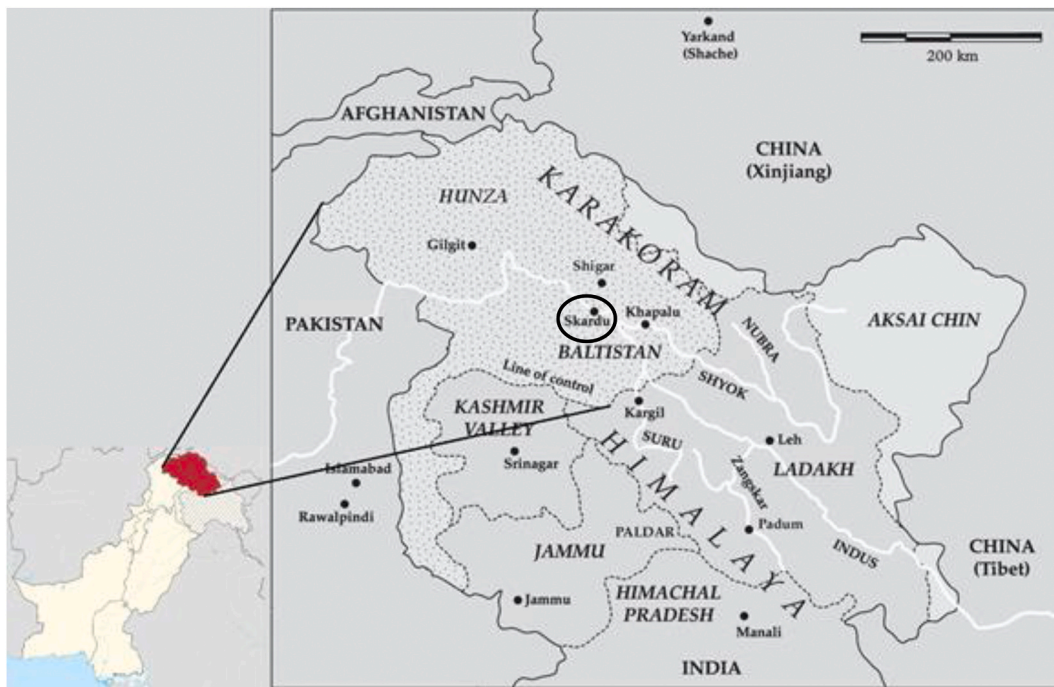 Yarkand
(Shache)
200 km
AFGHANISTAN
CHINA
(Xinjiang)
HUNZA
KARAKORAM
Gilgit
Shigar
PAKISTAN
Skardu
Khapalu
AKSAI CHIN
BALTISTAN
NUBRA
Line of control
SHYOK
KASHMIR
VALLEY
Kargil
SURU
Leh
Srinagar
HIMALAYA
LADAKH
Islamabad
Zangskar
Rawalpindi
PALDAR
Padum
JAMMU
INDUS
CHINA
(Tibet)
Jammu
HIMACHAL
PRADESH
Manali
INDIA